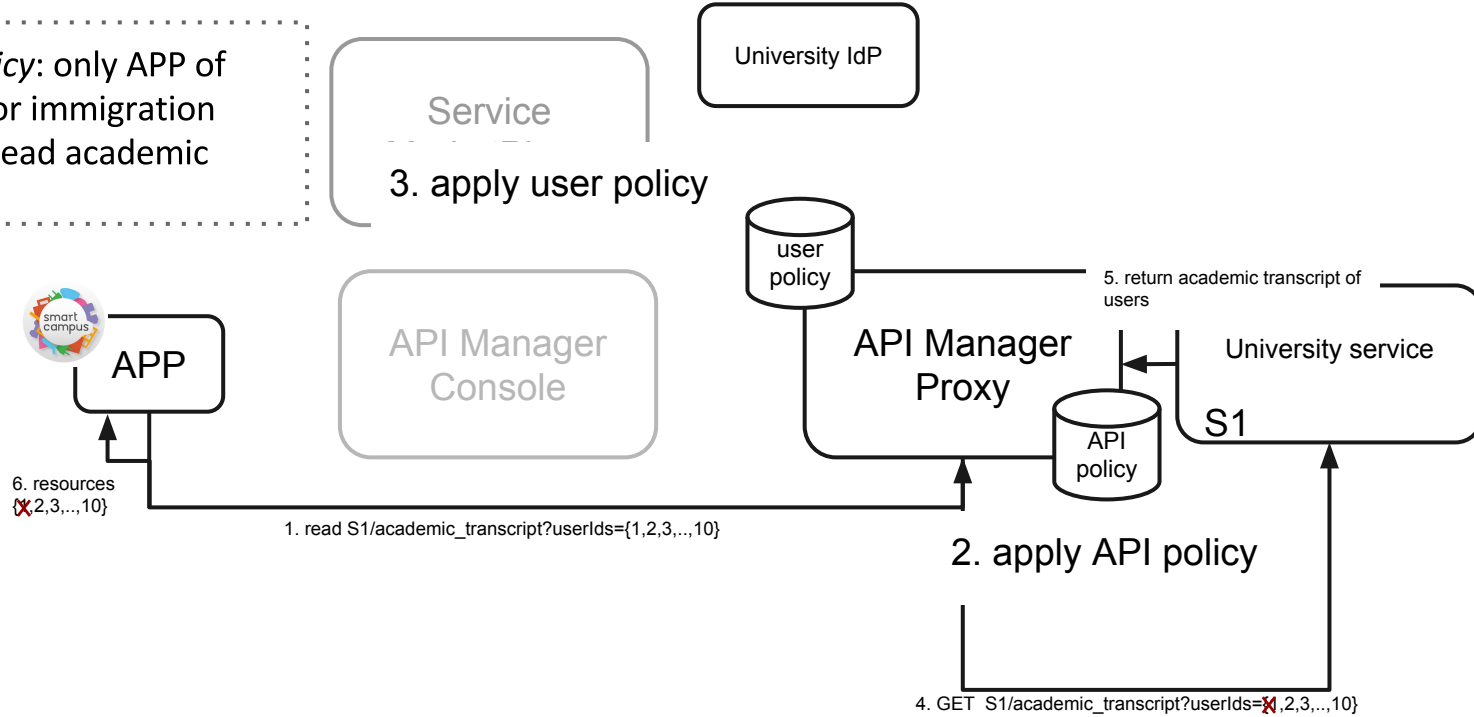 icy: only APP of
or immigration
ead academic
University IdP
Service
3. apply user policy
user
policy
5. return academic transcript of
users
smart
campus
APP
API Manager
Console
API Manager
Proxy
University service
S1
API
policy
6. resources
{1,2,3,..,10}
1. read S1/academic_transcript?userIds={1,2,3,..,10}
2. apply API policy
4. GET S1/academic_transcript?userIds={1,2,3,..,10}